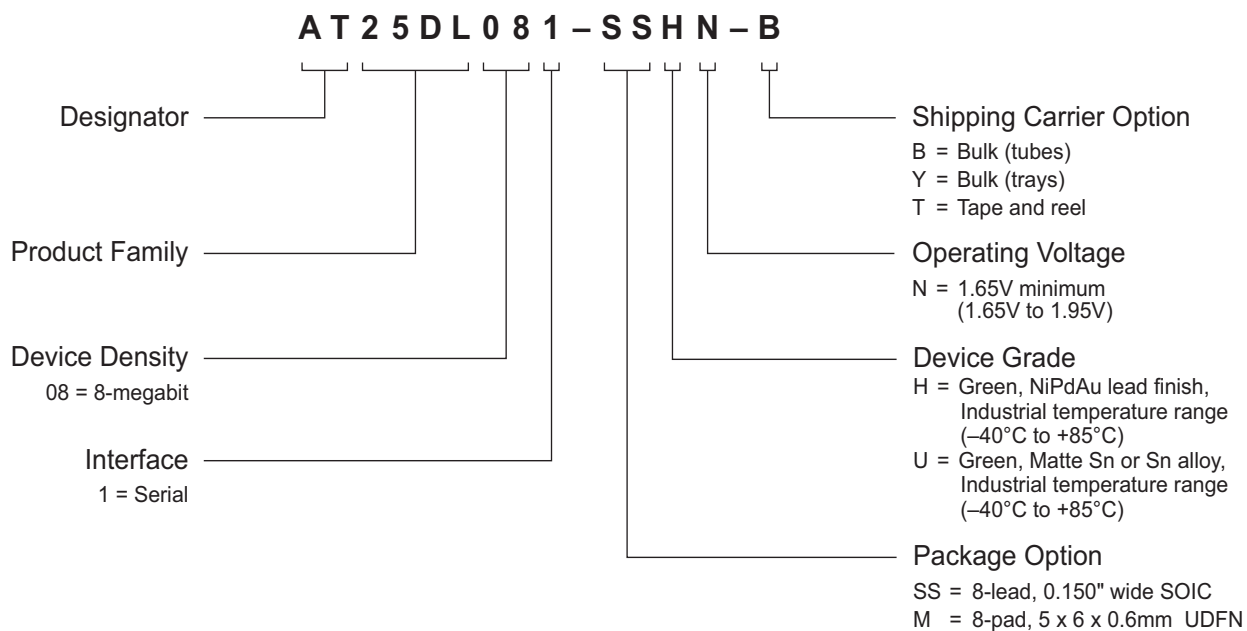 AT25DL081–SSHN–B
Designator
Product Family
Device Density
08 = 8-megabit
Interface
1 = Serial
Shipping Carrier Option
B = Bulk (tubes)
Y = Bulk (trays)
T = Tape and reel
Operating Voltage
N = 1.65V minimum
(1.65V to 1.95V)
Device Grade
H = Green, NiPdAu lead finish,
Industrial temperature range
(–40°C to +85°C)
U = Green, Matte Sn or Sn alloy,
Industrial temperature range
(–40°C to +85°C)
Package Option
SS = 8-lead, 0.150" wide SOIC
M = 8-pad, 5 x 6 x 0.6mm UDFN